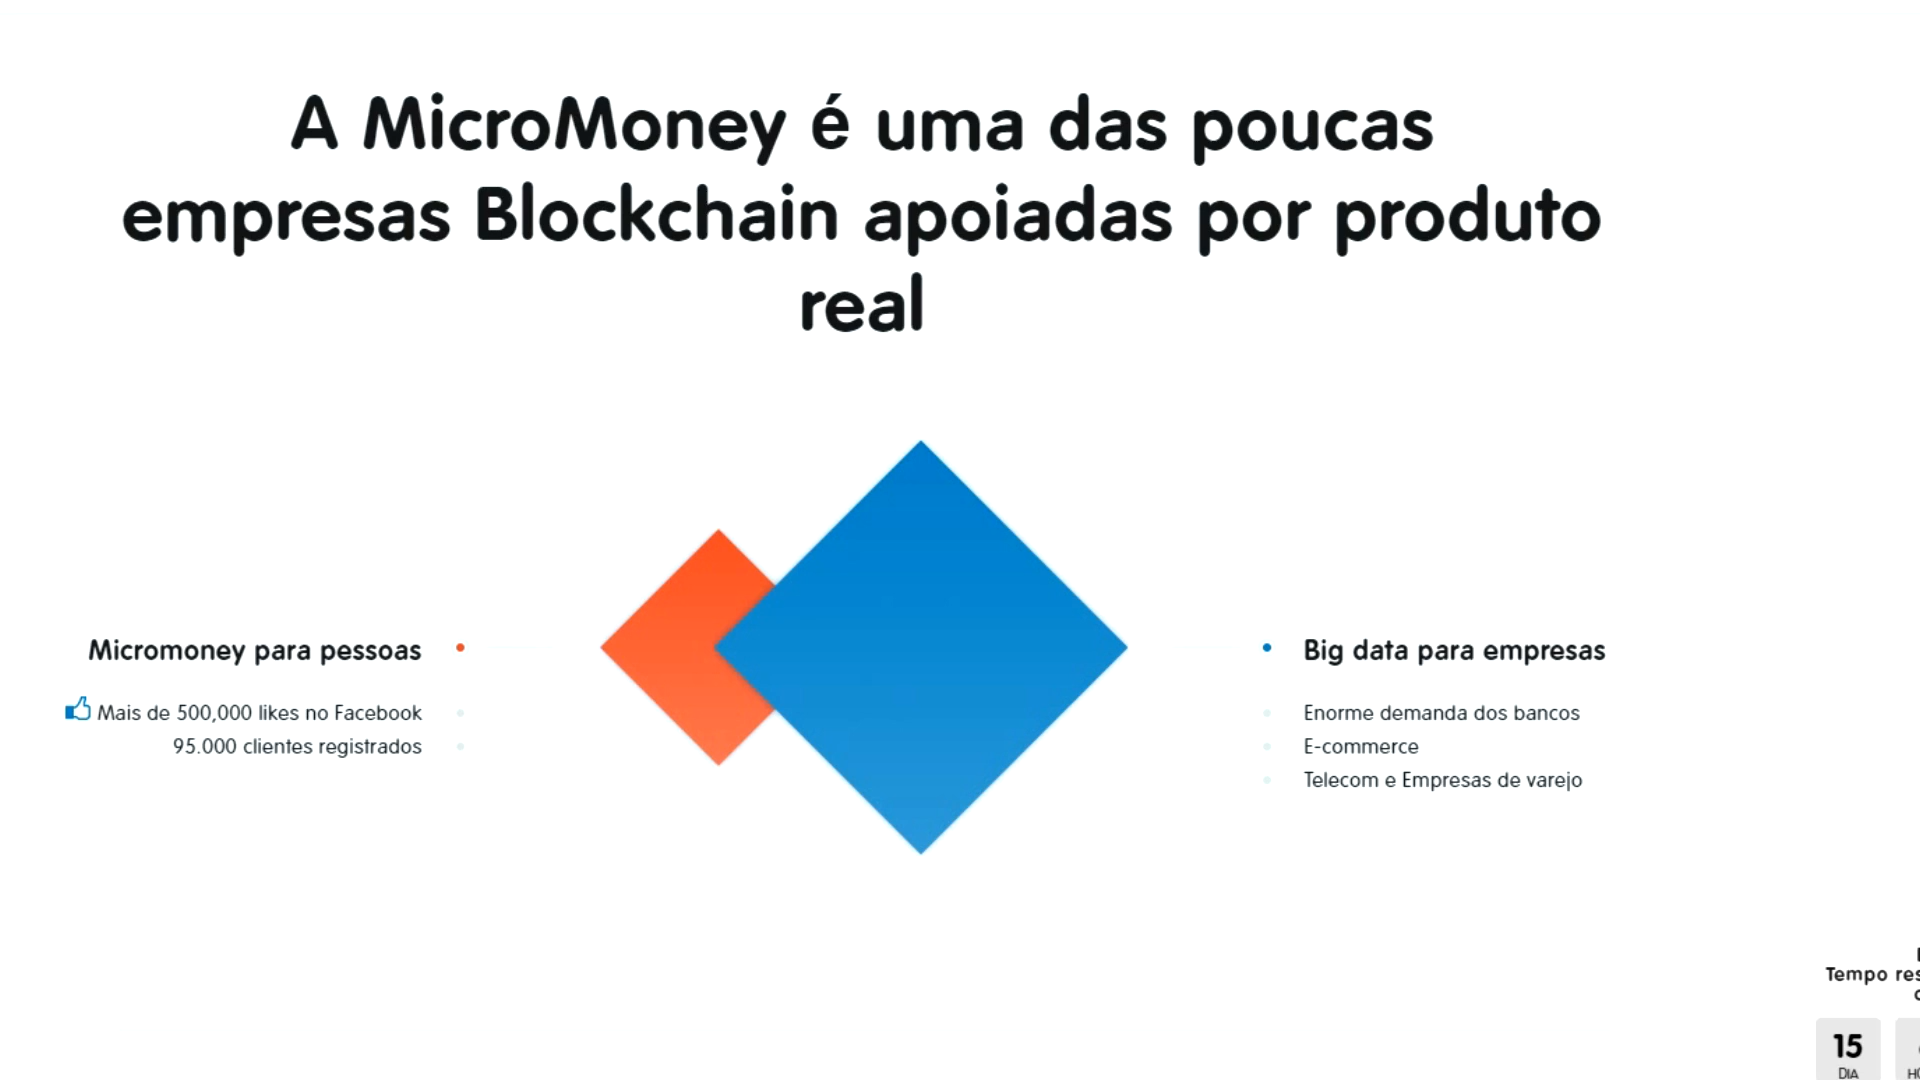 A MicroMoney é uma das poucas
empresas Blockchain apoiadas por produto
real
Micromoney para pessoas
Mais de 500,000 likes no Facebook
95.000 clientes registrados
Big data para empresas
Enorme demanda dos bancos
E-commerce
Telecom e Empresas de varejo
Tempo
15
DIA